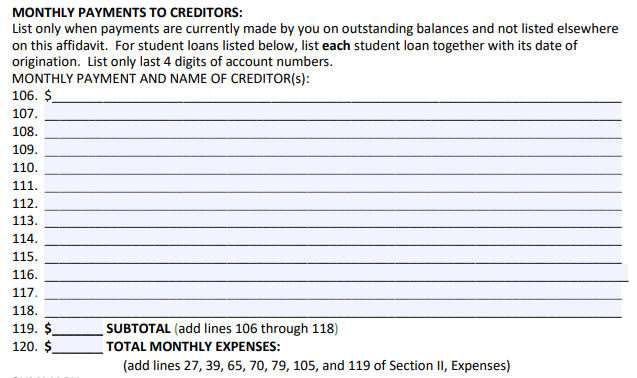 MONTHLY PAYMENTS TO CREDITORS:
List only when payments are currently made by you on outstanding balances and not listed elsewhere
on this affidavit.  For student loans listed below, list each student loan together with its date of
origination.  List only last 4 digits of account numbers.
MONTHLY PAYMENT AND NAME OF CREDITOR(s):
106. $
107.
108.
109.
110.
111.
112.
113.
114.
115.
116.
117.
118.
119. $ SUBTOTAL (add lines 106 through 118)
120. $ TOTAL MONTHLY EXPENSES:
(add lines 27, 39, 65, 70, 79, 105, and 119 of Section II, Expenses)